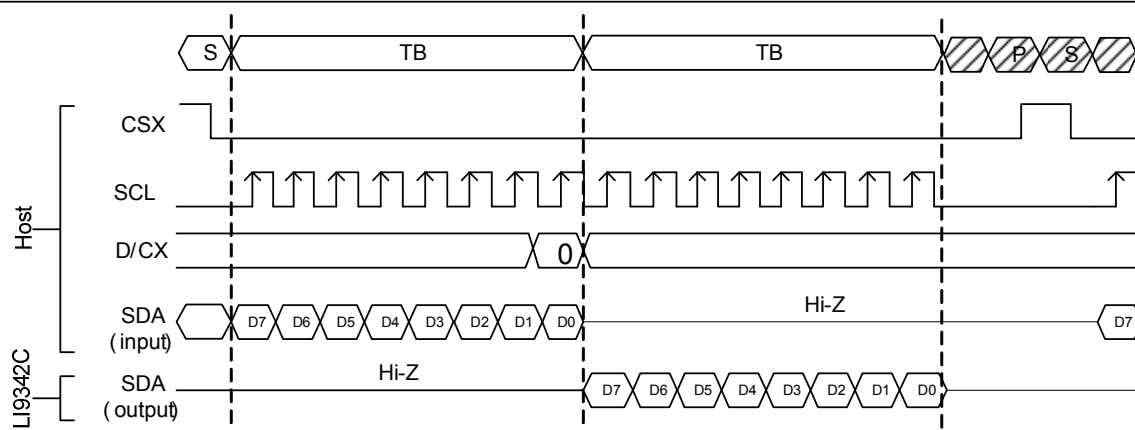 S TB TB P S
CSX
SCL
Host
D/CX 0
SDA D7 D6 D5 D4 D3 D2 D1 D0 Hi-Z D7
( input)
LI9342C
SDA Hi-Z D7 D6 D5 D4 D3 D2 D1 D0
( output)